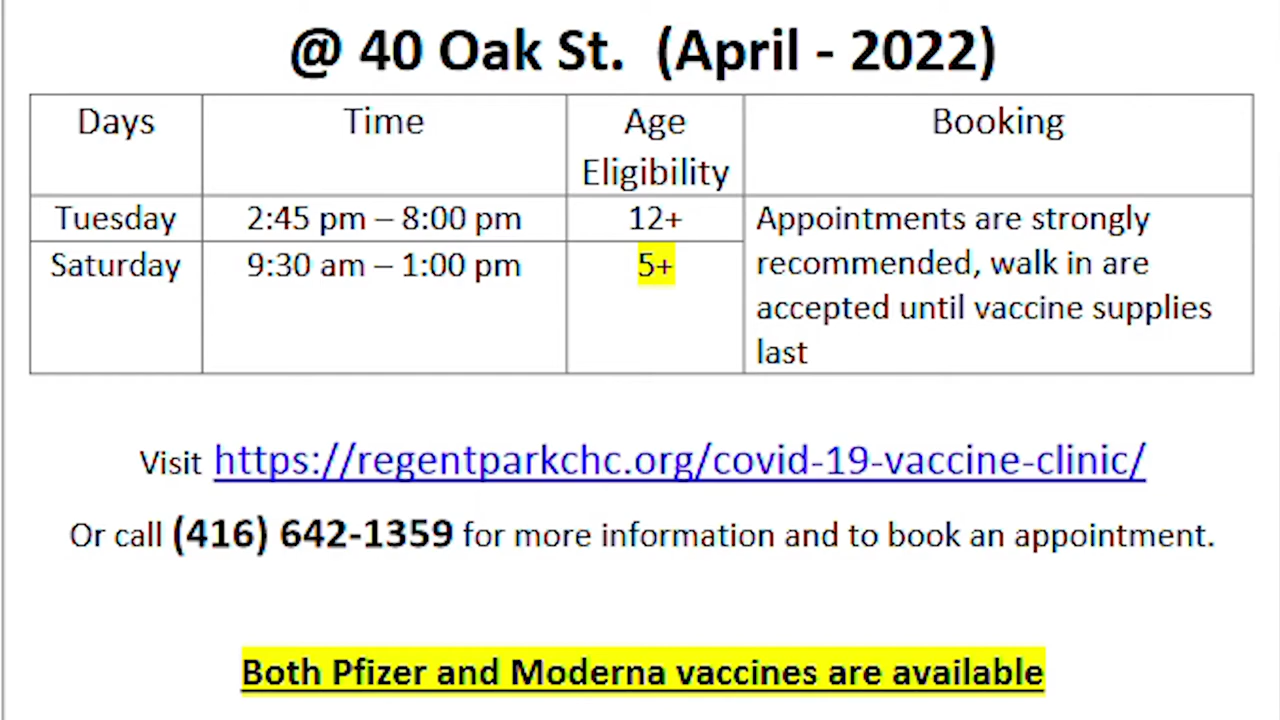 @ 40 Oak St. (April - 2022)
Days Time Age Eligibility Booking
Tuesday 2:45 pm – 8:00 pm 12+ Appointments are strongly
Saturday 9:30 am – 1:00 pm 5+ recommended, walk in are
accepted until vaccine supplies
last
Visit https://regentparkchc.org/covid-19-vaccine-clinic/
Or call (416) 642-1359 for more information and to book an appointment.
Both Pfizer and Moderna vaccines are available